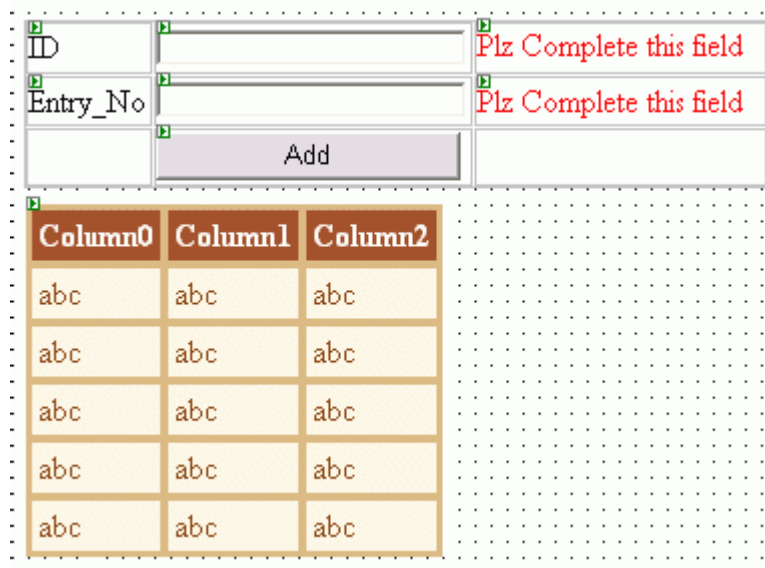 ID Plz Complete this field
Entry_No Plz Complete this field
Add
Column0 Column1 Column2
abc abc abc
abc abc abc
abc abc abc
abc abc abc
abc abc abc